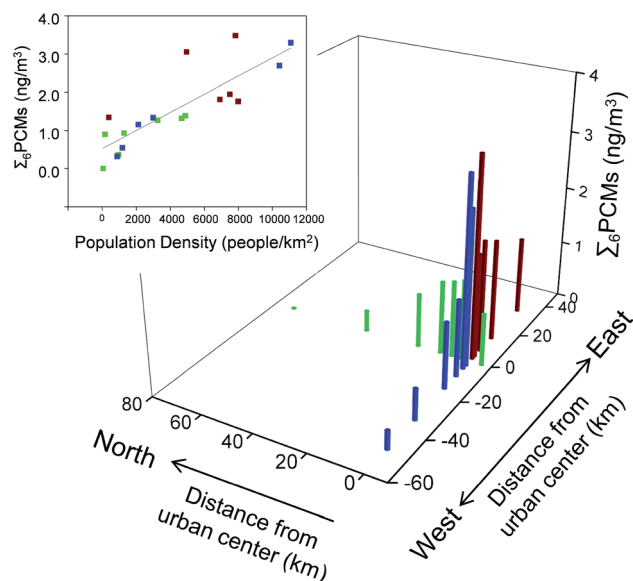 4.0
3.0
2.0
1.0
0.0
Σ₆PCMs (ng/m³)
0 2000 4000 6000 8000 10000 12000
Population Density (people/km²)
4
3
2
1
0
Σ₆PCMs (ng/m³)
40
20
0
-20
-40
-60
East
West
Distance from
urban center (km)
80 60 40 20 0
North
Distance from
urban center (km)